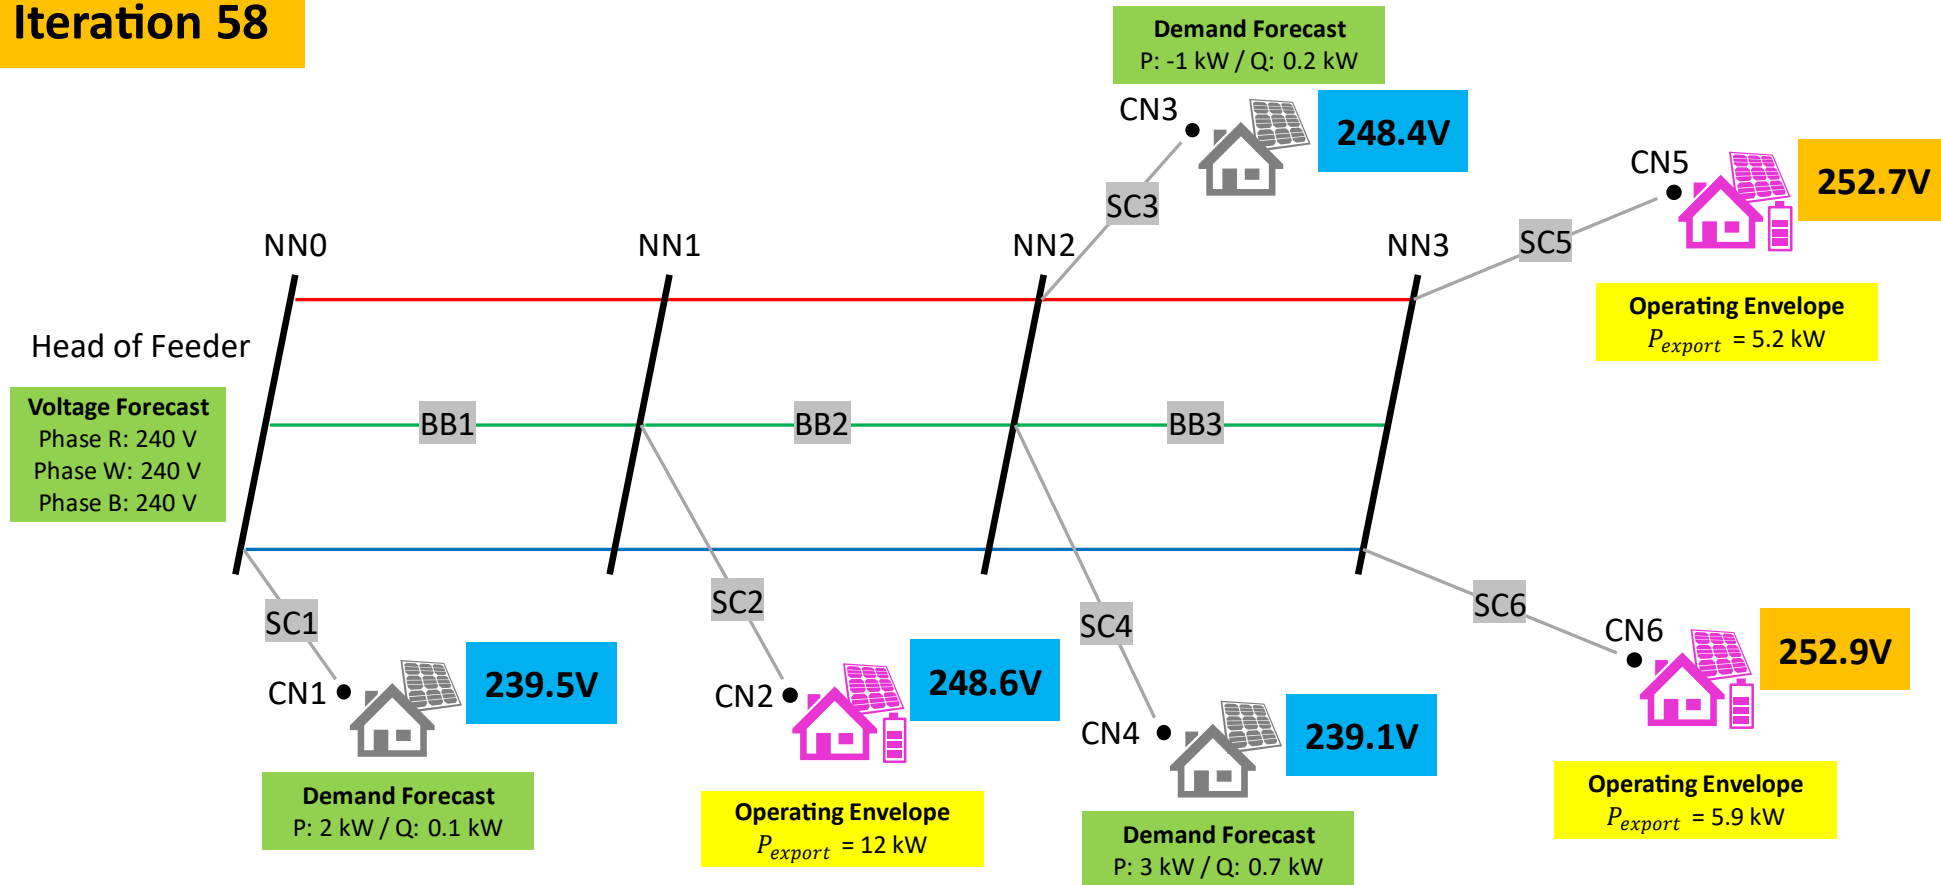 Iteration 58
Demand Forecast
P: -1 kW / Q: 0.2 kW
CN3
248.4V
SC3
CN5
252.7V
SC5
NN0
NN1
NN2
NN3
Operating Envelope
P_export = 5.2 kW
Head of Feeder
Voltage Forecast
Phase R: 240 V
Phase W: 240 V
Phase B: 240 V
BB1
BB2
BB3
SC1
SC2
SC4
SC6
CN1
239.5V
CN2
248.6V
CN4
239.1V
CN6
252.9V
Demand Forecast
P: 2 kW / Q: 0.1 kW
Operating Envelope
P_export = 12 kW
Demand Forecast
P: 3 kW / Q: 0.7 kW
Operating Envelope
P_export = 5.9 kW